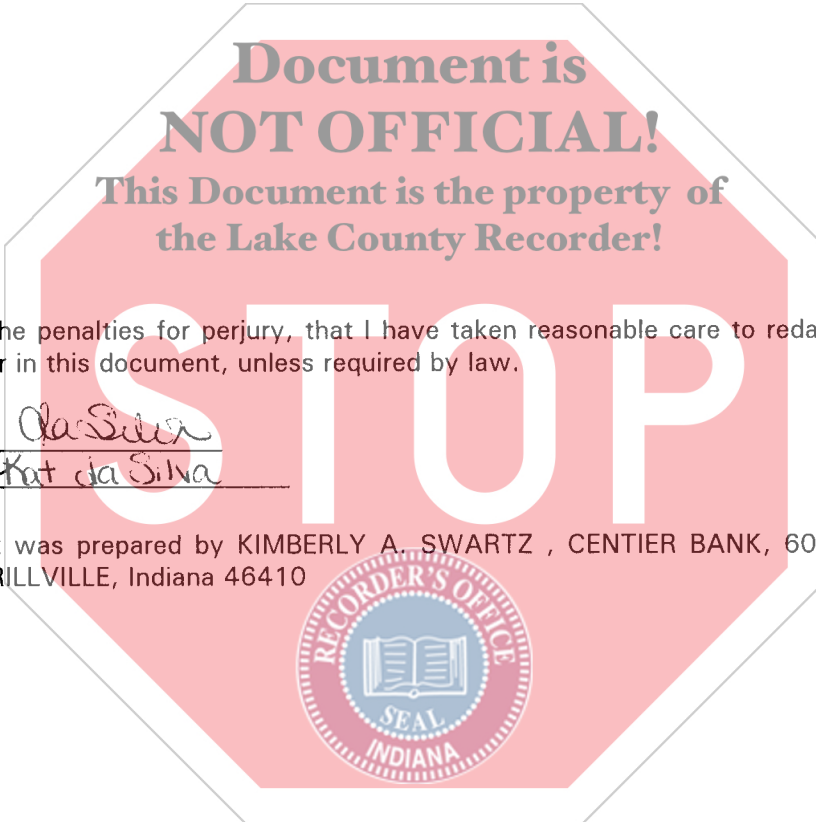 Document is
NOT OFFICIAL!
This Document is the property of
the Lake County Recorder!
STOP
he penalties for perjury, that I have taken reasonable care to reda
r in this document, unless required by law.
da Silva
Kat da Silva
t was prepared by KIMBERLY A. SWARTZ , CENTIER BANK, 60
RILLVILLE, Indiana 46410
RECORDER'S OFFICE
SEAL
INDIANA